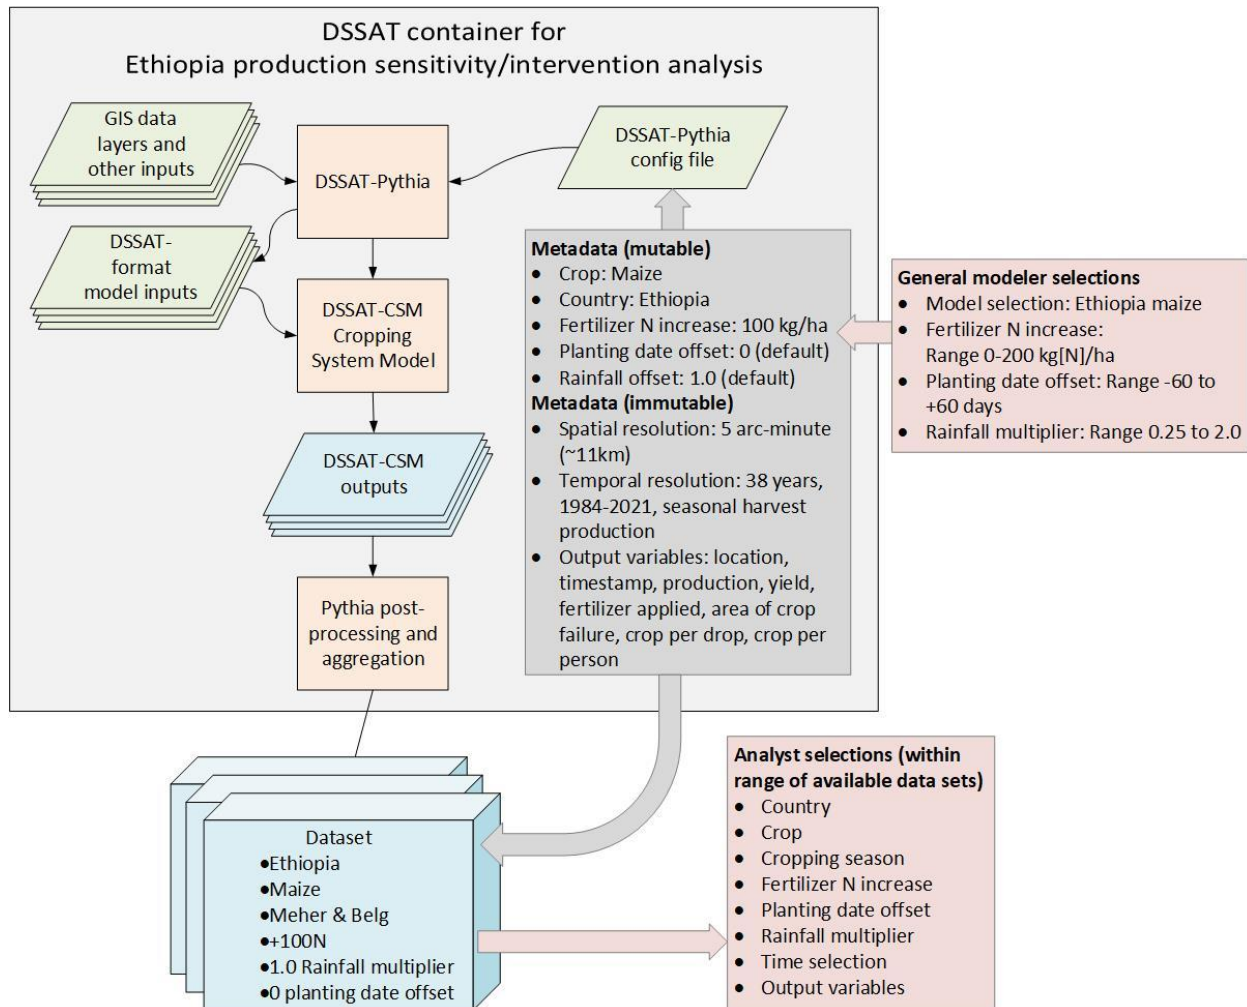 DSSAT container for
Ethiopia production sensitivity/intervention analysis
GIS data
layers and
other inputs
DSSAT-Pythia
DSSAT-Pythia
config file
DSSAT-
format
model inputs
DSSAT-CSM
Cropping
System Model
DSSAT-CSM
outputs
Pythia post-
processing and
aggregation
Metadata (mutable)
● Crop: Maize
● Country: Ethiopia
● Fertilizer N increase: 100 kg/ha
● Planting date offset: 0 (default)
● Rainfall offset: 1.0 (default)
Metadata (immutable)
● Spatial resolution: 5 arc-minute
(~11km)
● Temporal resolution: 38 years,
1984-2021, seasonal harvest
production
● Output variables: location,
timestamp, production, yield,
fertilizer applied, area of crop
failure, crop per drop, crop per
person
General modeler selections
● Model selection: Ethiopia maize
● Fertilizer N increase:
Range 0-200 kg[N]/ha
● Planting date offset: Range -60 to
+60 days
● Rainfall multiplier: Range 0.25 to 2.0
Dataset
●Ethiopia
●Maize
●Meher & Belg
●+100N
●1.0 Rainfall multiplier
●0 planting date offset
Analyst selections (within
range of available data sets)
● Country
● Crop
● Cropping season
● Fertilizer N increase
● Planting date offset
● Rainfall multiplier
● Time selection
● Output variables